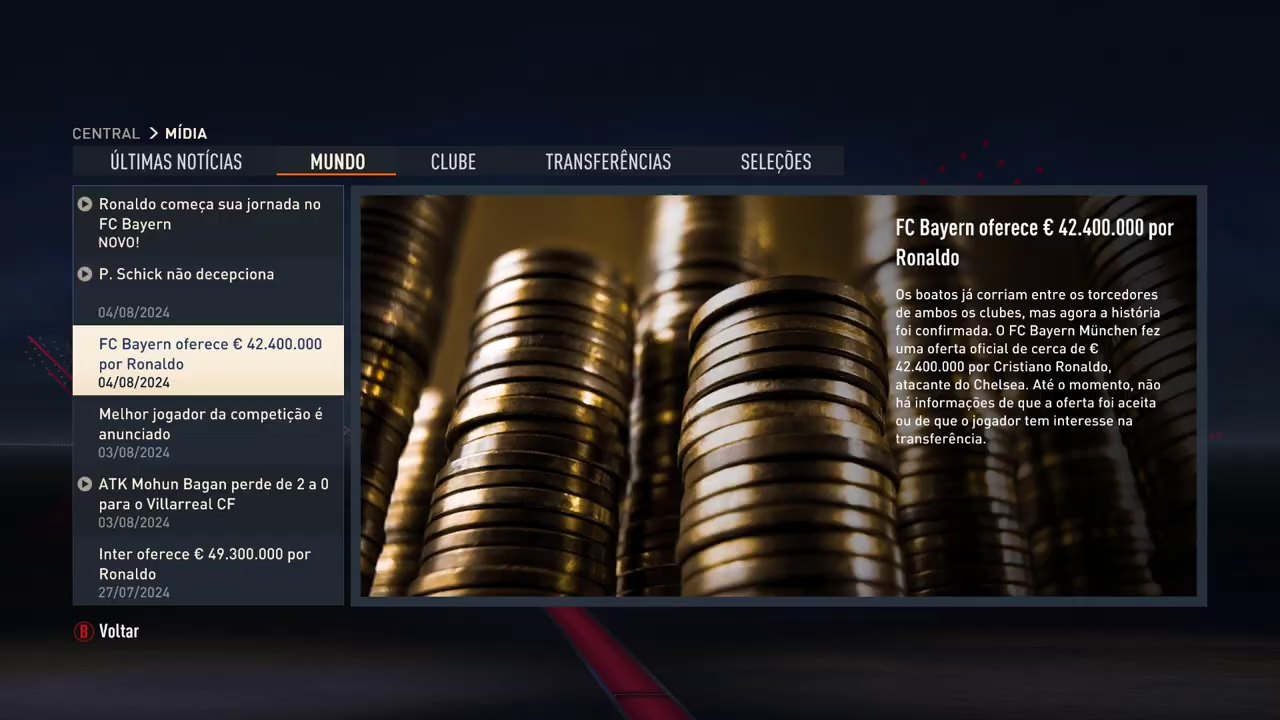 CENTRAL > MÍDIA
ÚLTIMAS NOTÍCIAS MUNDO CLUBE TRANSFERÊNCIAS SELEÇÕES
Ronaldo começa sua jornada no
FC Bayern
NOVO!
P. Schick não decepciona
04/08/2024
FC Bayern oferece € 42.400.000
por Ronaldo
04/08/2024
Melhor jogador da competição é
anunciado
03/08/2024
ATK Mohun Bagan perde de 2 a 0
para o Villarreal CF
03/08/2024
Inter oferece € 49.300.000 por
Ronaldo
27/07/2024
FC Bayern oferece € 42.400.000 por
Ronaldo
Os boatos já corriam entre os torcedores
de ambos os clubes, mas agora a história
foi confirmada. O FC Bayern München fez
uma oferta oficial de cerca de €
42.400.000 por Cristiano Ronaldo,
atacante do Chelsea. Até o momento, não
há informações de que a oferta foi aceita
ou de que o jogador tem interesse na
transferência.
B Voltar